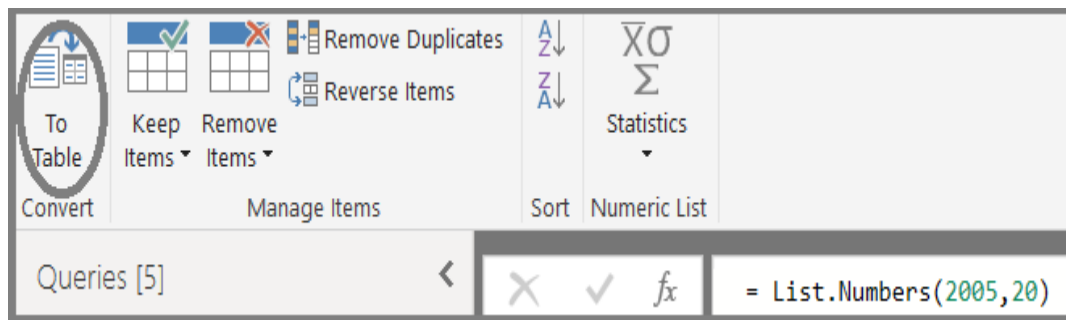 To
Table
Convert
Keep
Items
Remove
Items
Remove Duplicates
Reverse Items
Manage Items
A
Z
Z
A
Sort
X̅σ
Σ
Statistics
Numeric List
Queries [5]
fx
= List.Numbers(2005,20)